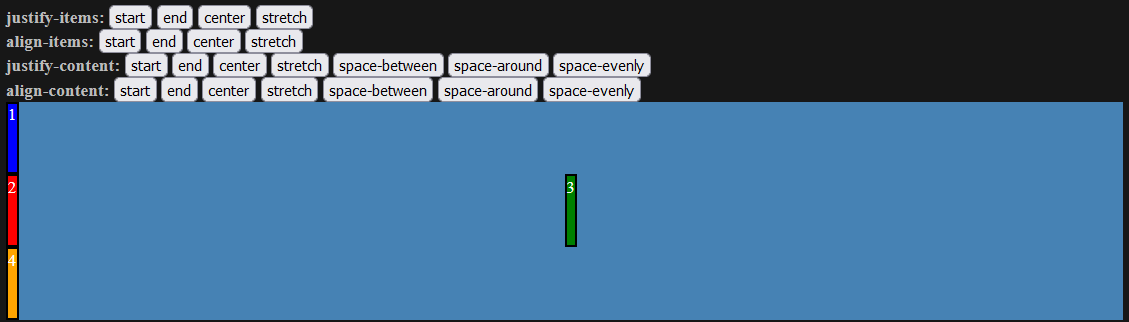 justify-items: start end center stretch
align-items: start end center stretch
justify-content: start end center stretch space-between space-around space-evenly
align-content: start end center stretch space-between space-around space-evenly
1
2 3
4